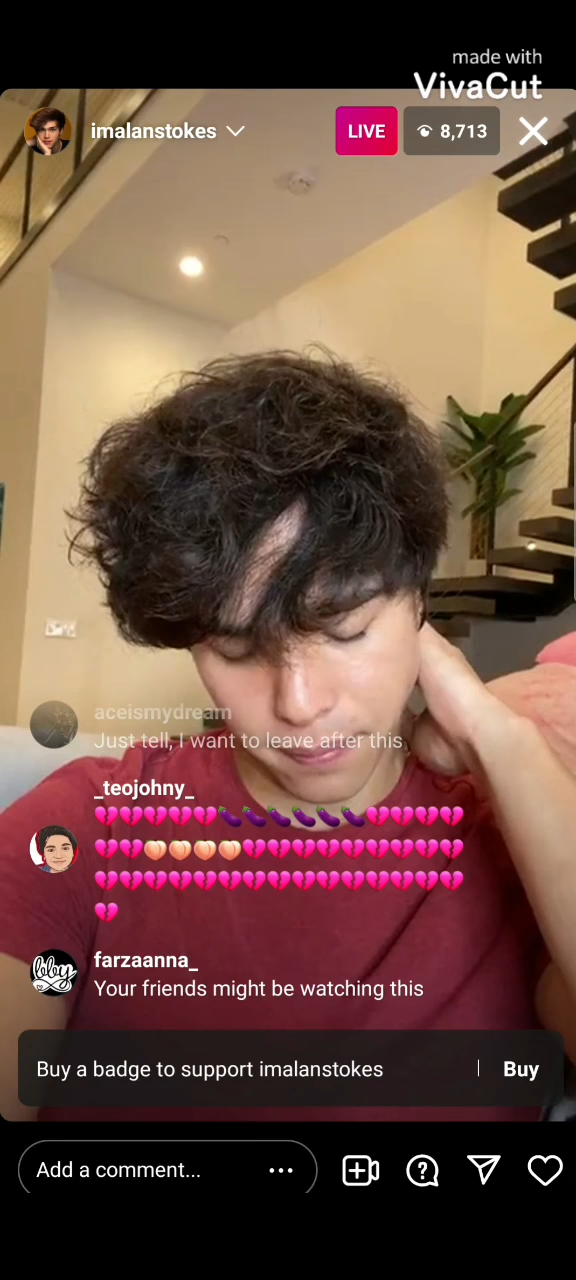 made with
VivaCut
imalanstokes
LIVE
8,713
aceismydream
Just tell, I want to leave after this
_teojohny_
💔💔💔💔💔🍆🍆🍆🍆🍆🍆💔💔💔💔
💔💔🍑🍑🍑🍑💔💔💔💔💔💔💔💔💔
💔💔💔💔💔💔💔💔💔💔💔💔💔💔💔
💔
bby
farzaanna_
Your friends might be watching this
Buy a badge to support imalanstokes | Buy
Add a comment...